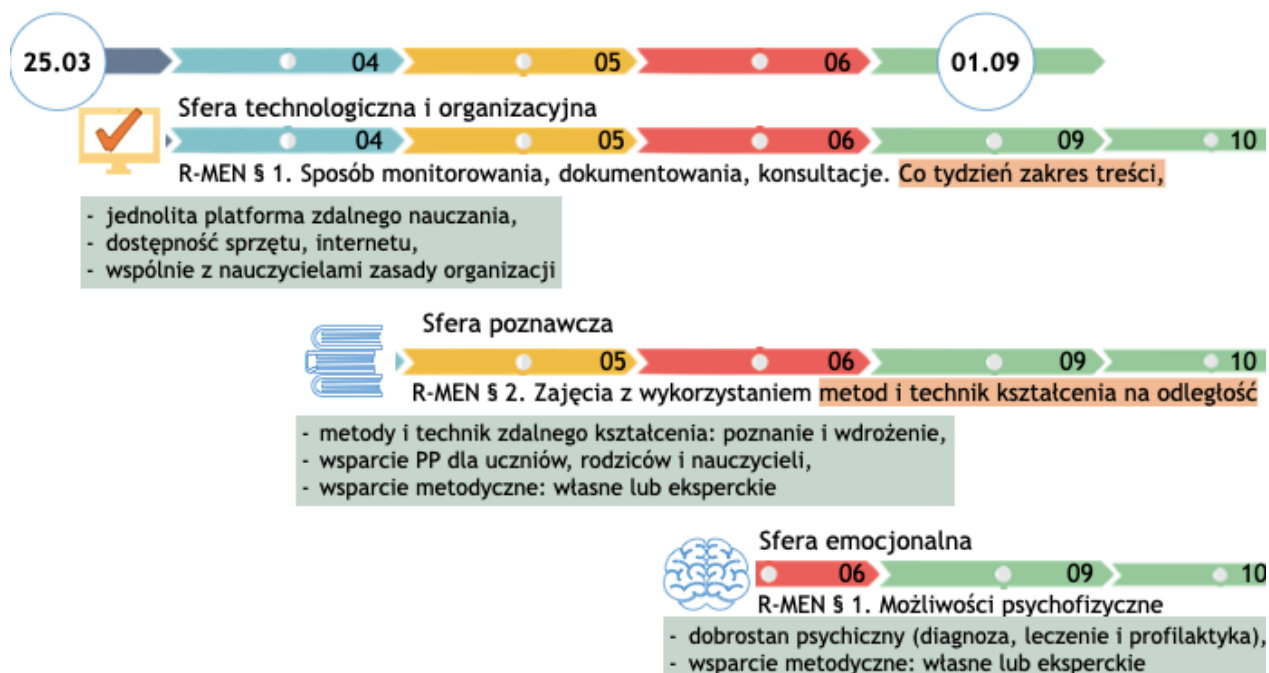 25.03 04 05 06 01.09
Sfera technologiczna i organizacyjna
04 05 06 09 10
R-MEN § 1. Sposób monitorowania, dokumentowania, konsultacje. Co tydzień zakres treści,
- jednolita platforma zdalnego nauczania,
- dostępność sprzętu, internetu,
- wspólnie z nauczycielami zasady organizacji
Sfera poznawcza
05 06 09 10
R-MEN § 2. Zajęcia z wykorzystaniem metod i technik kształcenia na odległość
- metody i technik zdalnego kształcenia: poznanie i wdrożenie,
- wsparcie PP dla uczniów, rodziców i nauczycieli,
- wsparcie metodyczne: własne lub eksperckie
Sfera emocjonalna
06 09 10
R-MEN § 1. Możliwości psychofizyczne
- dobrostan psychiczny (diagnoza, leczenie i profilaktyka),
- wsparcie metodyczne: własne lub eksperckie